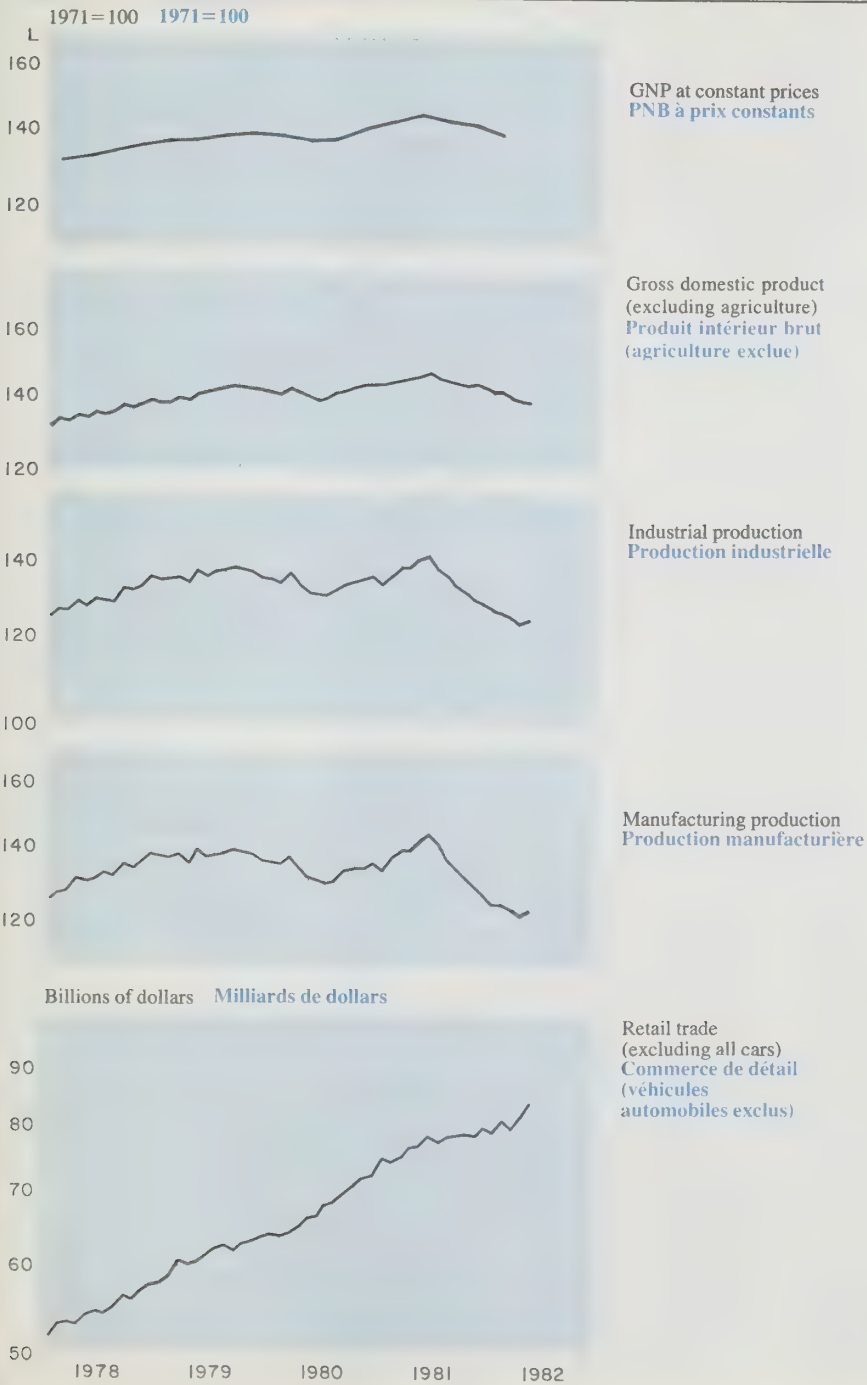 1971=100 1971=100
L
160
140
120
GNP at constant prices
PNB à prix constants
160
140
120
Gross domestic product
(excluding agriculture)
Produit intérieur brut
(agriculture exclue)
140
120
100
Industrial production
Production industrielle
160
140
120
Manufacturing production
Production manufacturière
Billions of dollars Milliards de dollars
90
80
70
60
50
Retail trade
(excluding all cars)
Commerce de détail
(véhicules
automobiles exclus)
1978 1979 1980 1981 1982